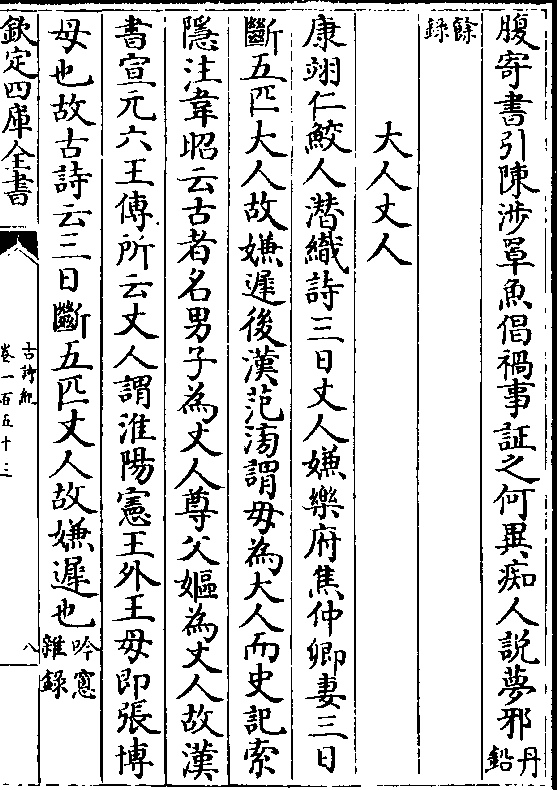 腹寄書引陳涉罩魚倡禍事証之何異痴人説夢邪丹鉛
餘錄
大人丈人
康翊仁鮫人潛織詩三日丈人嫌樂府焦仲卿妻三日
斷五匹大人故嫌遲後漢范滂謂母為大人而史記索
隱注韋昭云古者名男子為丈人尊父嫗為丈人故漢
書宣元六王傳所云丈人謂淮陽憲王外王母即張博
母也故古詩云三日斷五匹丈人故嫌遲也吟窻雜録
欽定四庫全書
古詩紀
卷一百五十三
八